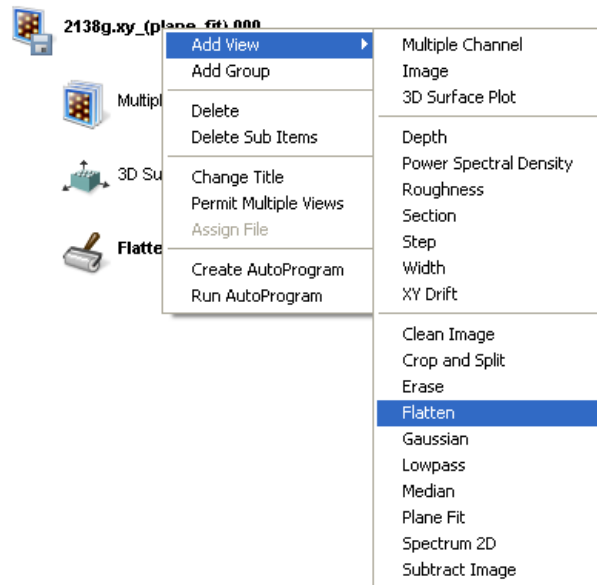 2138g.xy_(plane_fit).000
Multipl
3D Su
Flatte
Add View
Add Group
Delete
Delete Sub Items
Change Title
Permit Multiple Views
Assign File
Create AutoProgram
Run AutoProgram
Multiple Channel
Image
3D Surface Plot
Depth
Power Spectral Density
Roughness
Section
Step
Width
XY Drift
Clean Image
Crop and Split
Erase
Flatten
Gaussian
Lowpass
Median
Plane Fit
Spectrum 2D
Subtract Image